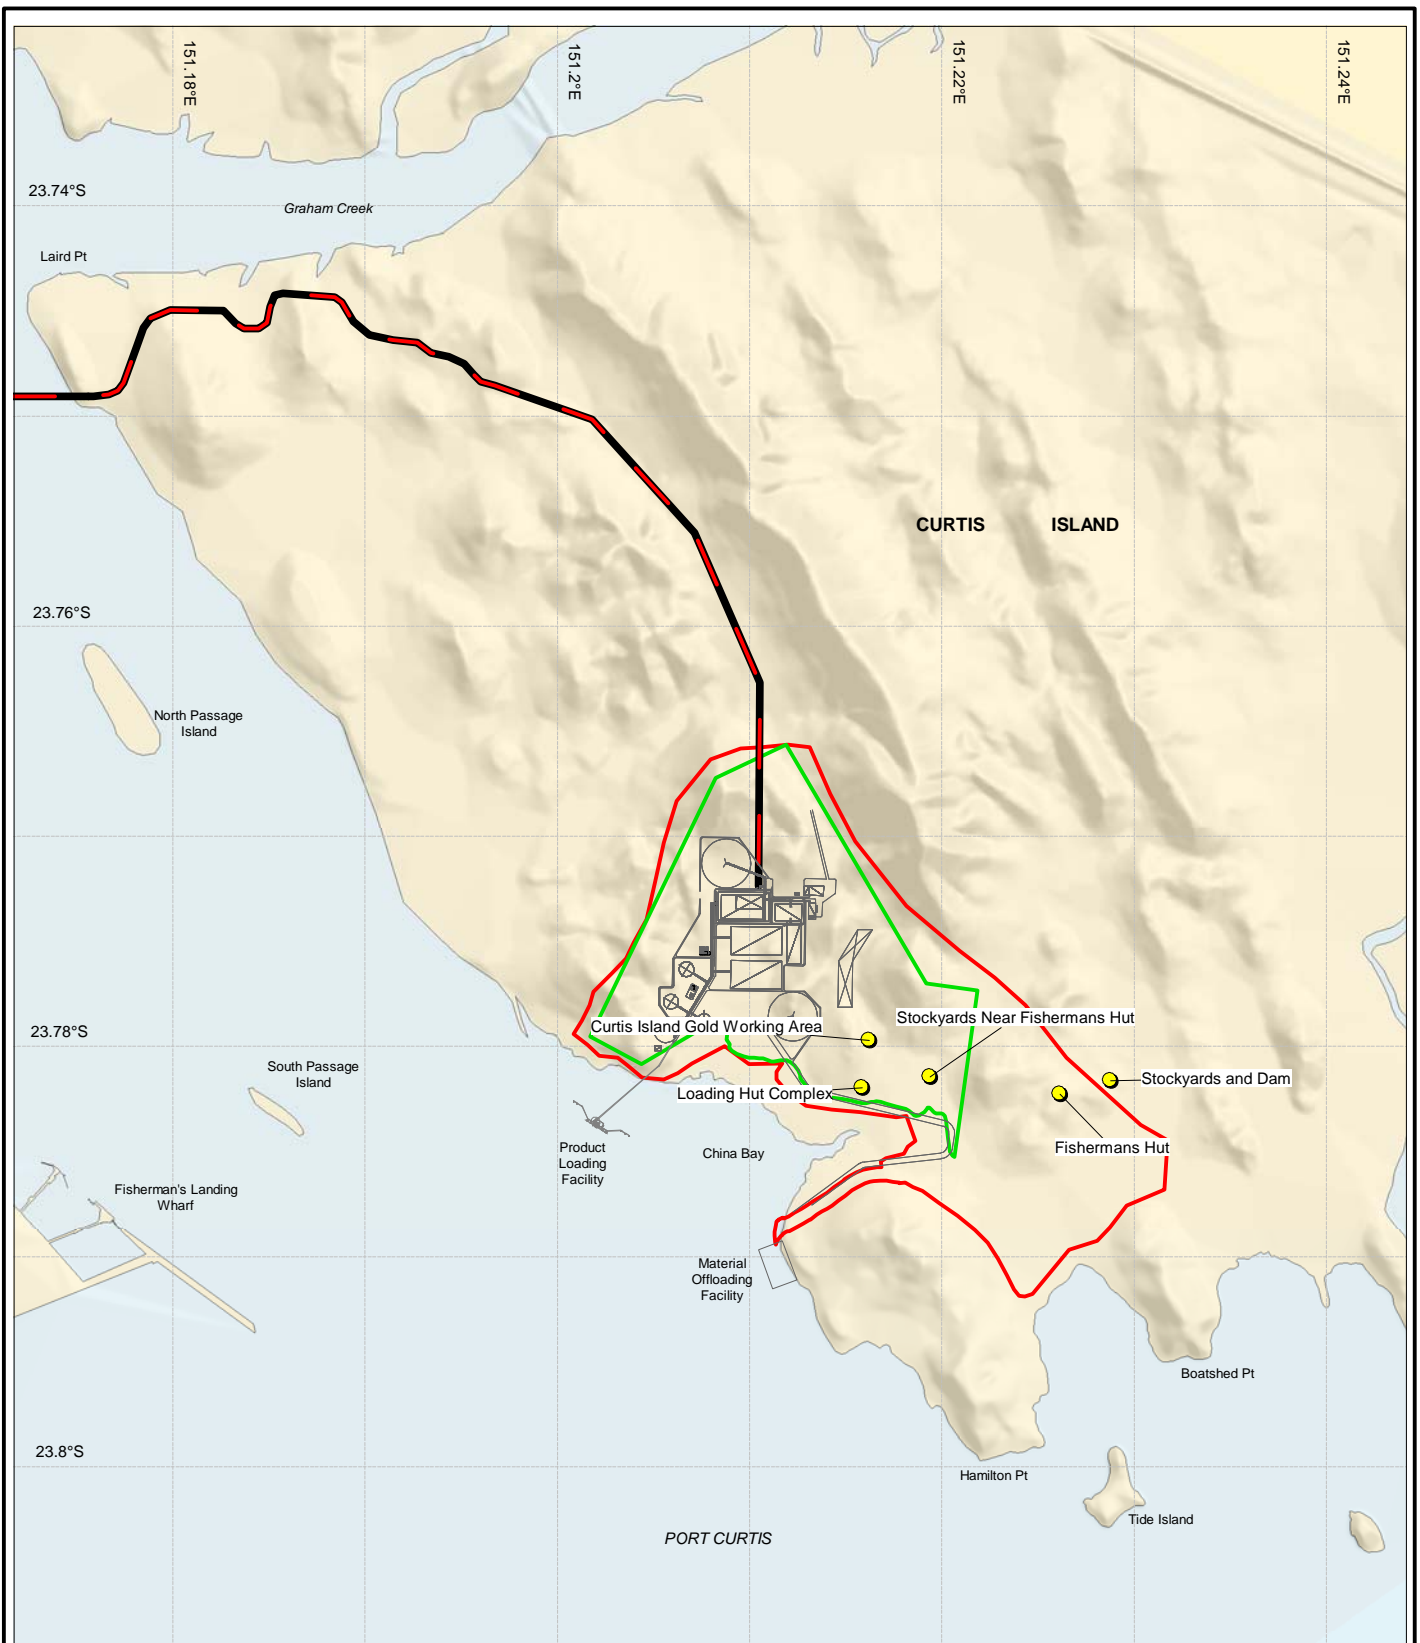 151.18°E
151.2°E
151.22°E
151.24°E
23.74°S
Graham Creek
Laird Pt
CURTIS ISLAND
23.76°S
North Passage
Island
Stockyards Near Fishermans Hut
Curtis Island Gold Working Area
23.78°S
South Passage
Island
Stockyards and Dam
Loading Hut Complex
Fishermans Hut
Product
Loading
Facility
China Bay
Fisherman's Landing
Wharf
Material
Offloading
Facility
Boatshed Pt
23.8°S
Hamilton Pt
Tide Island
PORT CURTIS